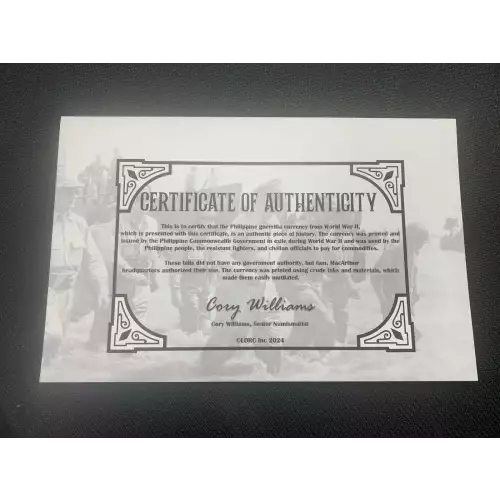 CERTIFICATE OF AUTHENTICITY
This is to certify that the Philippine guerilla currency from World War II,
which is presented with this certificate, is an authentic piece of history. The currency was printed and
issued by the Philippine Commonwealth Government in exile during World War II and was used by the
Philippine people, the resistant fighters, and civilian officials to pay for commodities.
These bills did not have any government authority, but Gen. MacArthur
headquarters authorized their use. The currency was printed using crude inks and materials, which
made them easily mutilated.
Cory Williams
Cory Williams, Senior Numismatist
©LORC Inc 2024